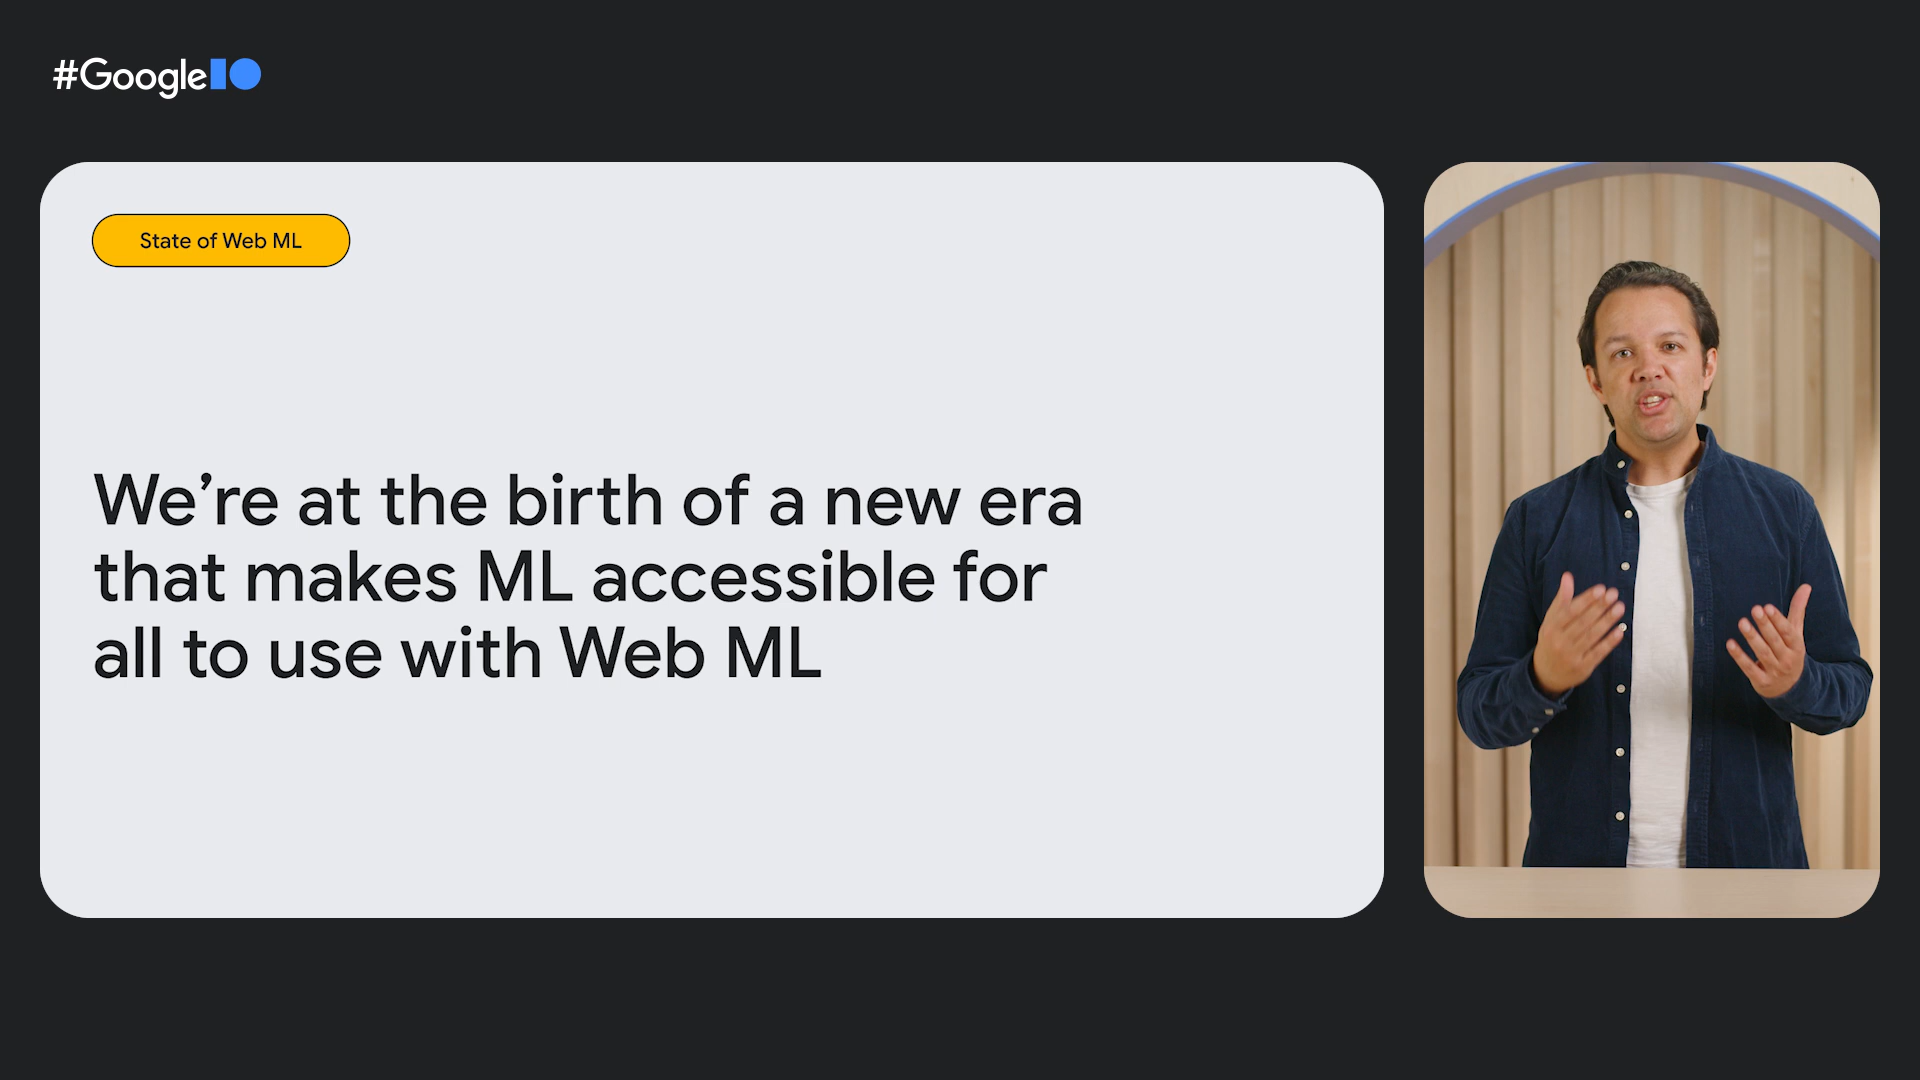 #GoogleIO
State of Web ML
We’re at the birth of a new era
that makes ML accessible for
all to use with Web ML